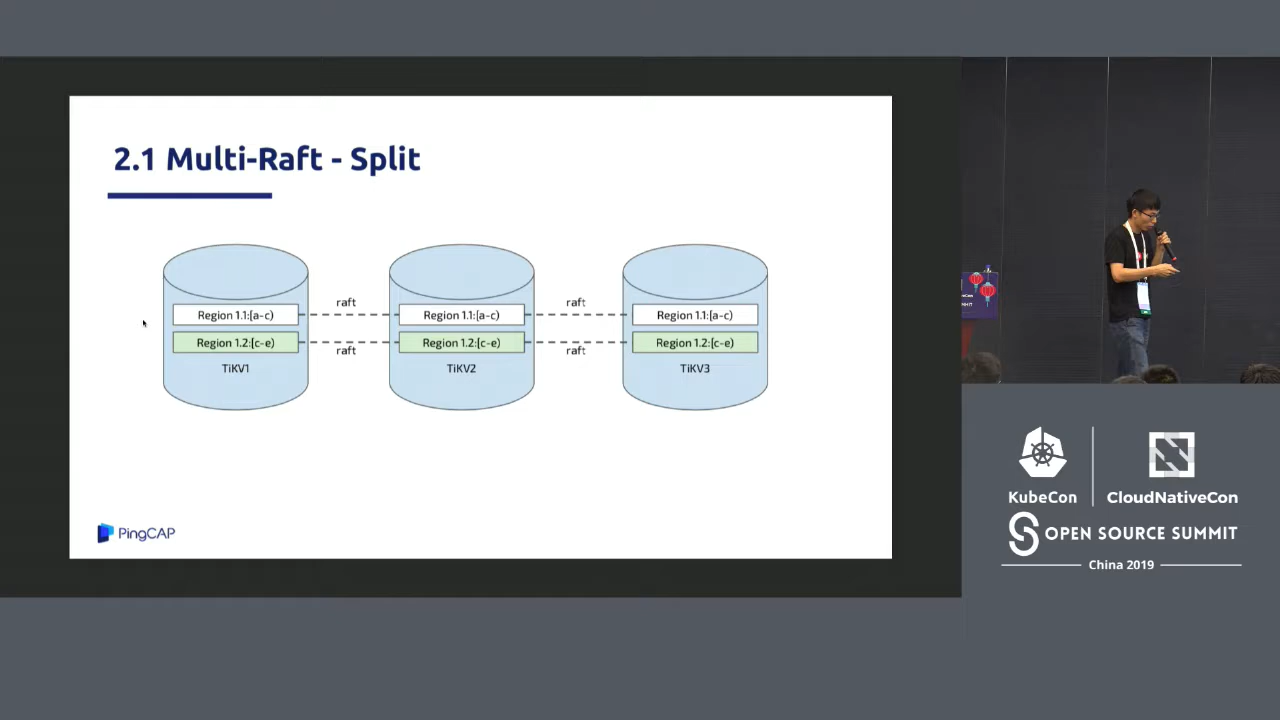 2.1 Multi-Raft - Split
raft
raft
Region 1.1:[a-c)
Region 1.1:[a-c)
Region 1.1:[a-c)
Region 1.2:[c-e)
Region 1.2:[c-e)
Region 1.2:[c-e)
raft
raft
TiKV1
TiKV2
TiKV3
PingCAP
KubeCon
CloudNativeCon
OPEN SOURCE SUMMIT
China 2019